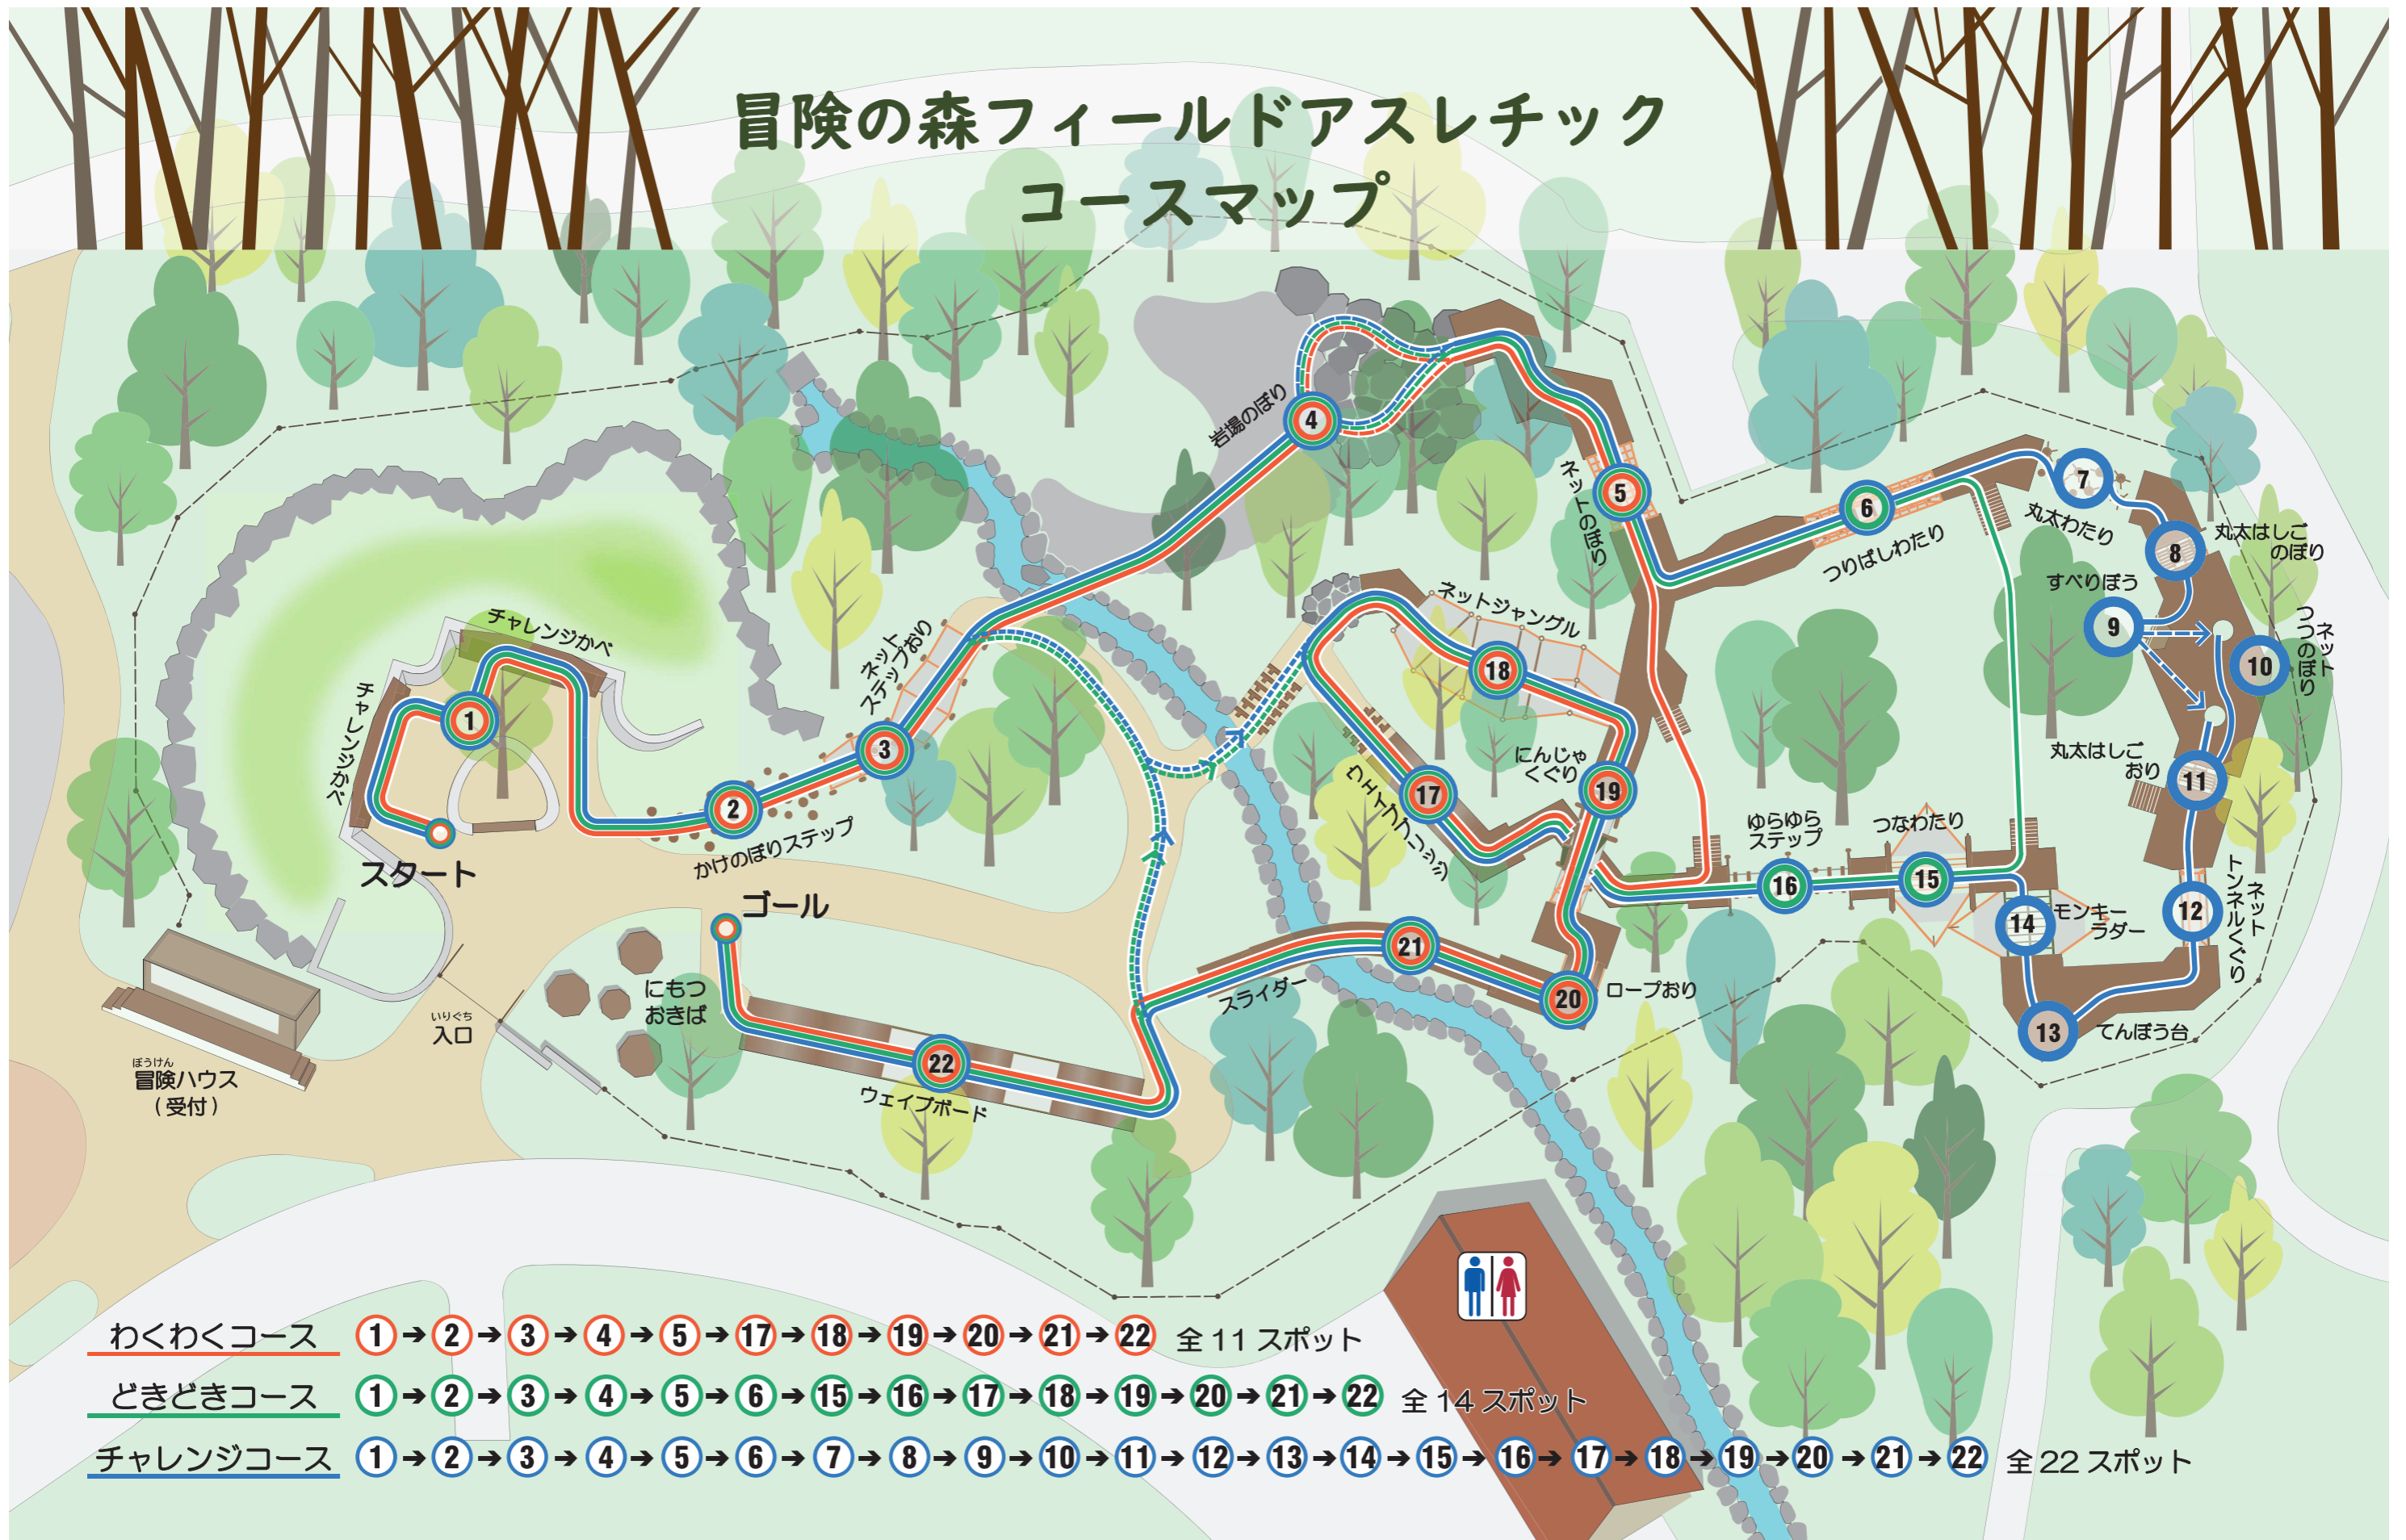 冒険の森フィールドアスレチック
コースマップ
岩場のぼり
4
ネットのぼり
5
6
つりばしわたり
7
丸太わたり
8
丸太はしご
のぼり
すべりぼう
9
10
ネット
つつのぼり
丸太はしご
おり
11
12
ネット
トンネルくぐり
13
てんぼう台
14
モンキー
ラダー
つなわたり
15
ゆらゆら
ステップ
16
ネットジャングル
18
にんじゃ
くぐり
19
17
ウェイブブリッジ
チャレンジかべ
チャレンジかべ
1
スタート
2
かけのぼりステップ
3
ネット
ステップおり
ゴール
にもつ
おきば
いりぐち
入口
ぼうけん
冒険ハウス
(受付)
22
ウェイブボード
21
スライダー
20
ロープおり
わくわくコース 1 ➔ 2 ➔ 3 ➔ 4 ➔ 5 ➔ 17 ➔ 18 ➔ 19 ➔ 20 ➔ 21 ➔ 22 全 11 スポット
どきどきコース 1 ➔ 2 ➔ 3 ➔ 4 ➔ 5 ➔ 6 ➔ 15 ➔ 16 ➔ 17 ➔ 18 ➔ 19 ➔ 20 ➔ 21 ➔ 22 全 14 スポット
チャレンジコース 1 ➔ 2 ➔ 3 ➔ 4 ➔ 5 ➔ 6 ➔ 7 ➔ 8 ➔ 9 ➔ 10 ➔ 11 ➔ 12 ➔ 13 ➔ 14 ➔ 15 ➔ 16 ➔ 17 ➔ 18 ➔ 19 ➔ 20 ➔ 21 ➔ 22 全 22 スポット